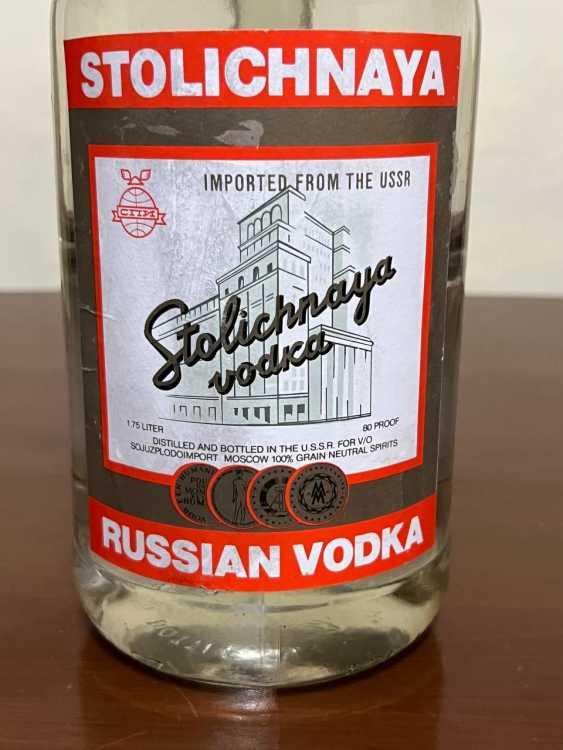 STOLICHNAYA
IMPORTED FROM THE USSR
СПИ
Stolichnaya
vodka
1.75 LITER
80 PROOF
DISTILLED AND BOTTLED IN THE U.S.S.R. FOR V/O
SOJUZPLODOIMPORT MOSCOW 100% GRAIN NEUTRAL SPIRITS
RUSSIAN VODKA